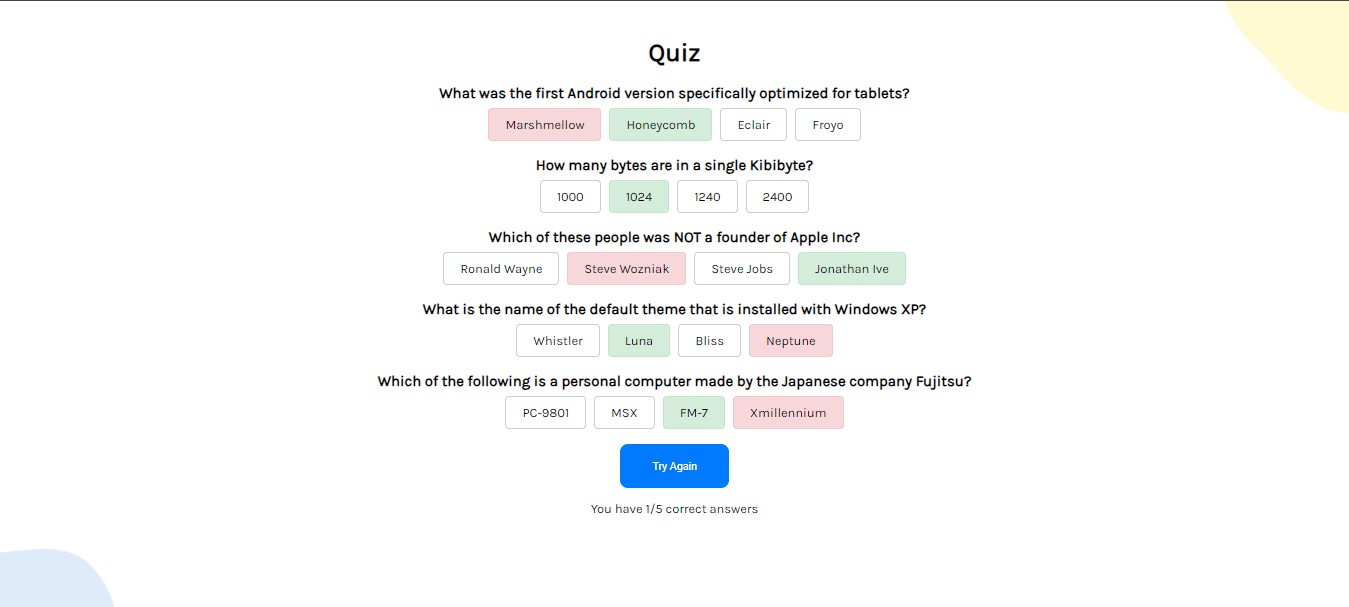 Quiz
What was the first Android version specifically optimized for tablets?
Marshmellow Honeycomb Eclair Froyo
How many bytes are in a single Kibibyte?
1000 1024 1240 2400
Which of these people was NOT a founder of Apple Inc?
Ronald Wayne Steve Wozniak Steve Jobs Jonathan Ive
What is the name of the default theme that is installed with Windows XP?
Whistler Luna Bliss Neptune
Which of the following is a personal computer made by the Japanese company Fujitsu?
PC-9801 MSX FM-7 Xmillennium
Try Again
You have 1/5 correct answers